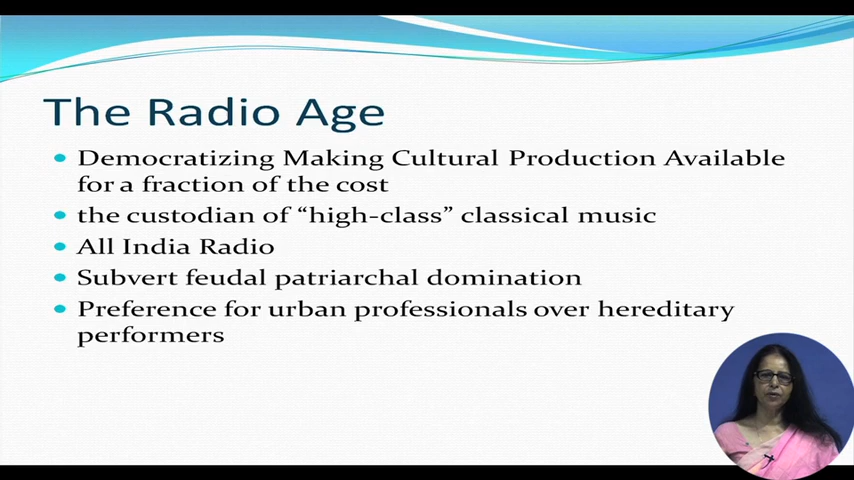 The Radio Age
Democratizing Making Cultural Production Available
for a fraction of the cost
the custodian of “high-class” classical music
All India Radio
Subvert feudal patriarchal domination
Preference for urban professionals over hereditary
performers